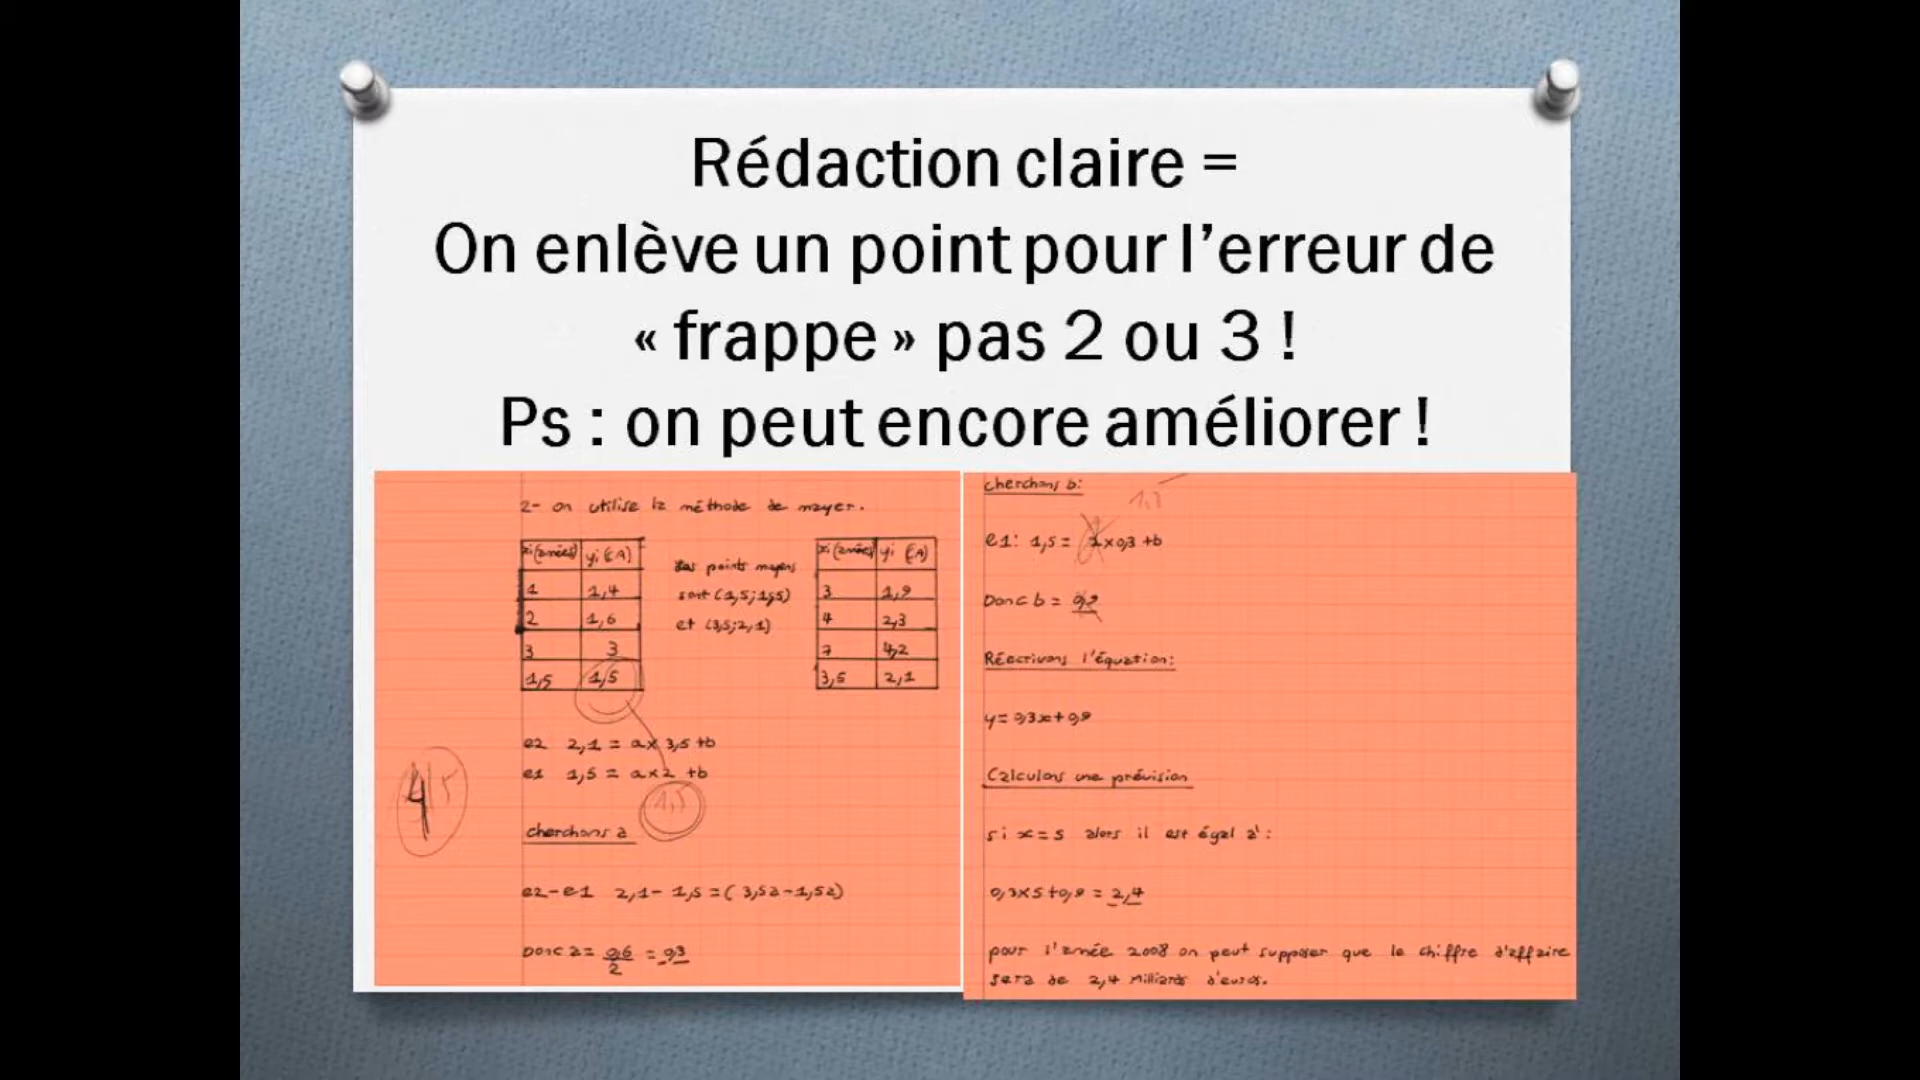 Rédaction claire =
On enlève un point pour l'erreur de
« frappe » pas 2 ou 3 !
Ps : on peut encore améliorer !
2- on utilise la méthode de mayer.
xi (années) yi (CA)
1 1,4
2 1,6
3 3
1,5 1,5
Les points moyens
sont (1,5; 1,5)
et (3,5; 2,1)
xi (années) yi (CA)
3 1,9
4 2,3
7 4,2
3,5 2,1
e2 2,1 = a x 3,5 + b
e1 1,5 = a x 2 + b
1,5
4/5
cherchons a
e2 - e1 2,1 - 1,5 = ( 3,5a - 1,5a)
Donc a = 0,6/2 = 0,3
cherchons b:
e1: 1,5 = 2 x 0,3 + b
Donc b = 0,9
Réécrivons l'équation:
y = 0,3x + 0,9
Calculons une prévision
si x = 5 alors il est égal à :
0,3 x 5 + 0,9 = 2,4
pour l'année 2008 on peut supposer que le chiffre d'affaire
sera de 2,4 Milliards d'euros.